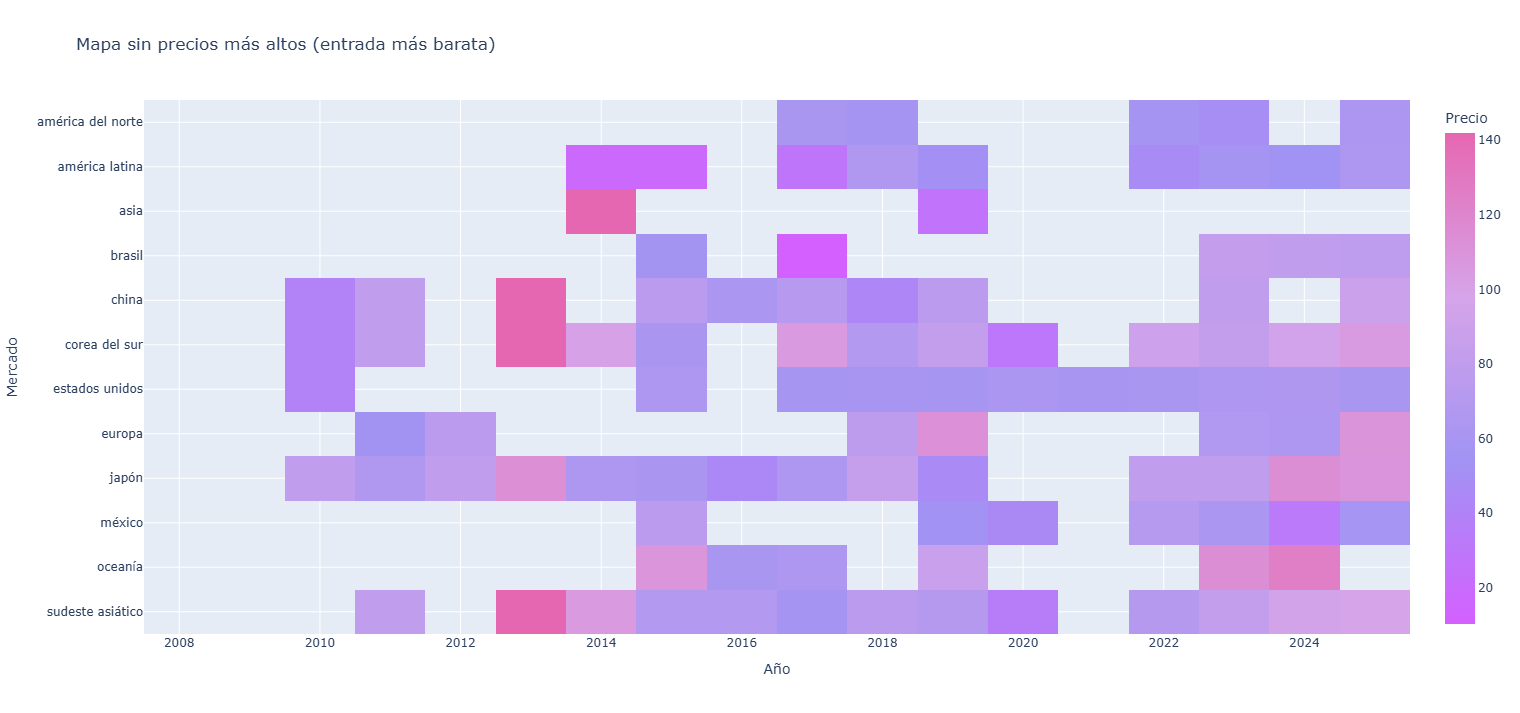 Mapa sin precios más altos (entrada más barata)
Precio
140
120
100
80
60
40
20
Mercado
américa del norte
américa latina
asia
brasil
china
corea del sur
estados unidos
europa
japón
méxico
oceanía
sudeste asiático
2008
2010
2012
2014
2016
2018
2020
2022
2024
Año